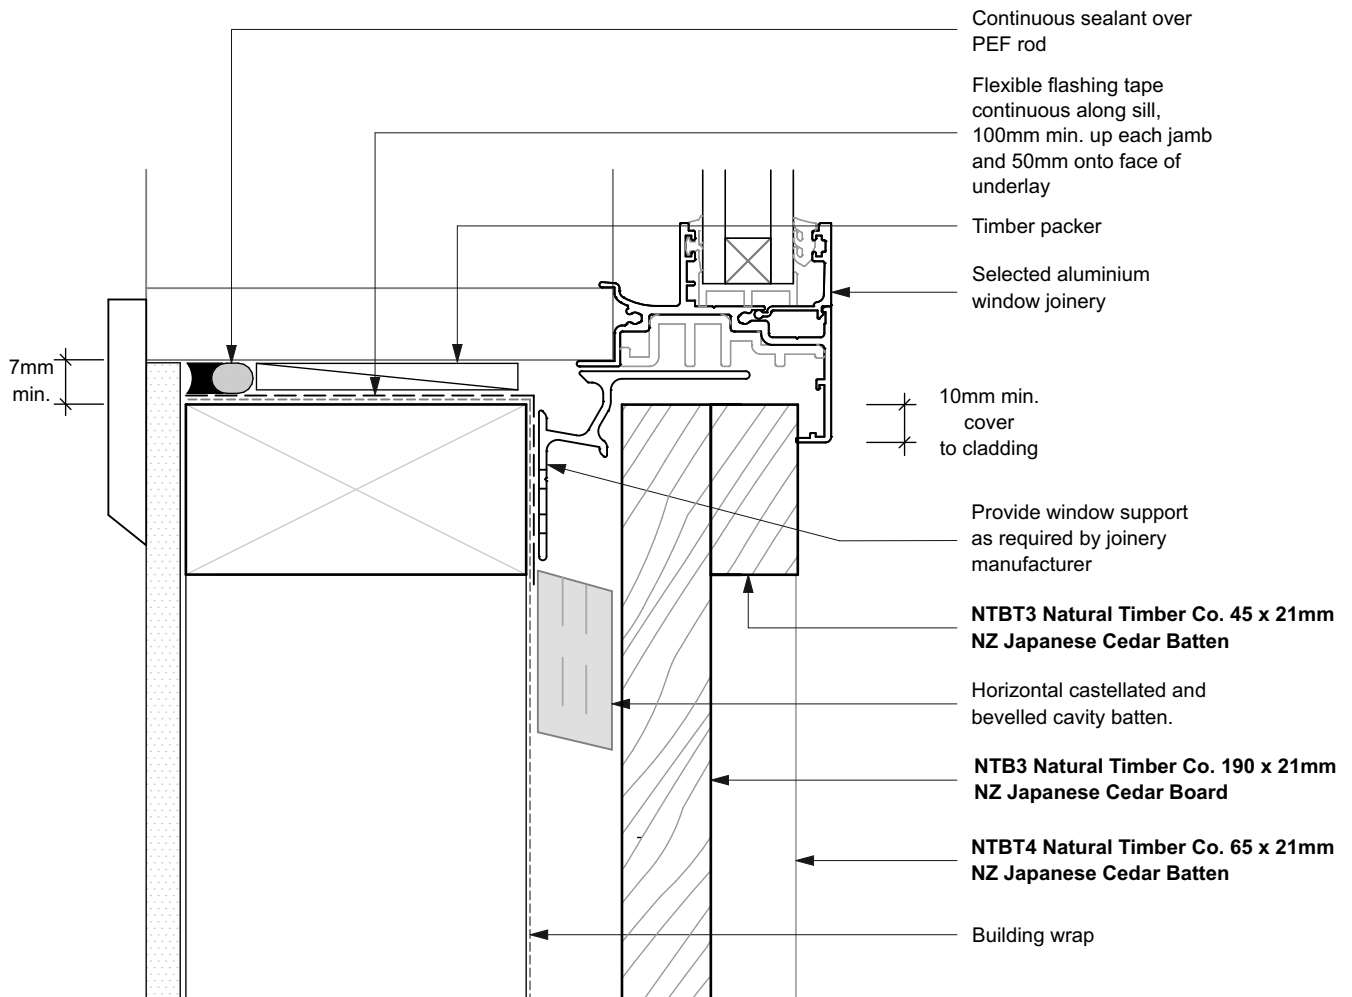 Continuous sealant over
PEF rod
Flexible flashing tape
continuous along sill,
100mm min. up each jamb
and 50mm onto face of
underlay
Timber packer
Selected aluminium
window joinery
7mm
min.
10mm min.
cover
to cladding
Provide window support
as required by joinery
manufacturer
NTBT3 Natural Timber Co. 45 x 21mm
NZ Japanese Cedar Batten
Horizontal castellated and
bevelled cavity batten.
NTB3 Natural Timber Co. 190 x 21mm
NZ Japanese Cedar Board
NTBT4 Natural Timber Co. 65 x 21mm
NZ Japanese Cedar Batten
Building wrap